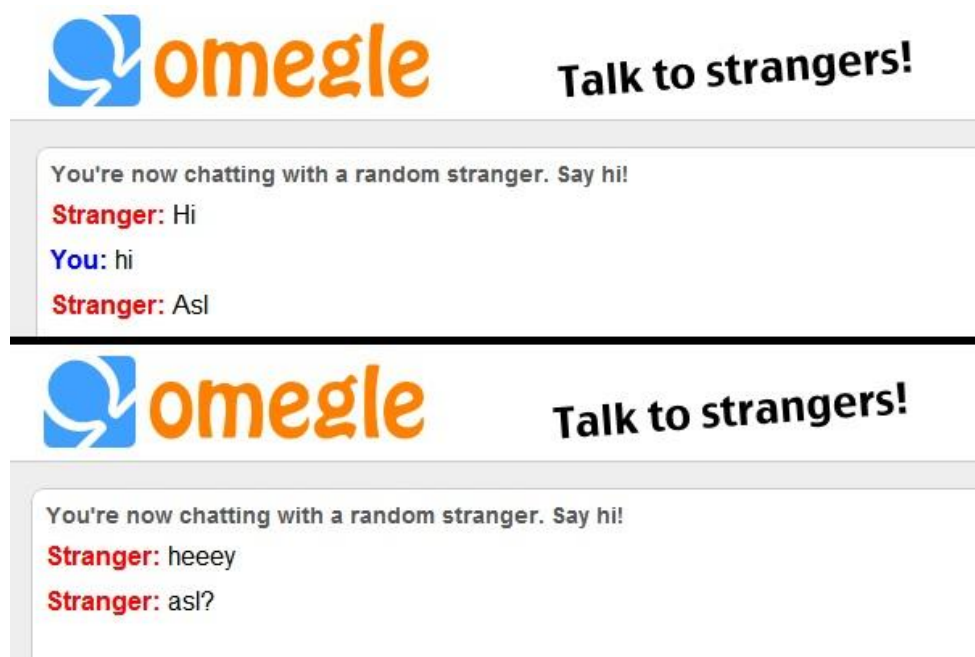 omegle Talk to strangers!
You're now chatting with a random stranger. Say hi!
Stranger: Hi
You: hi
Stranger: Asl
omegle Talk to strangers!
You're now chatting with a random stranger. Say hi!
Stranger: heeey
Stranger: asl?